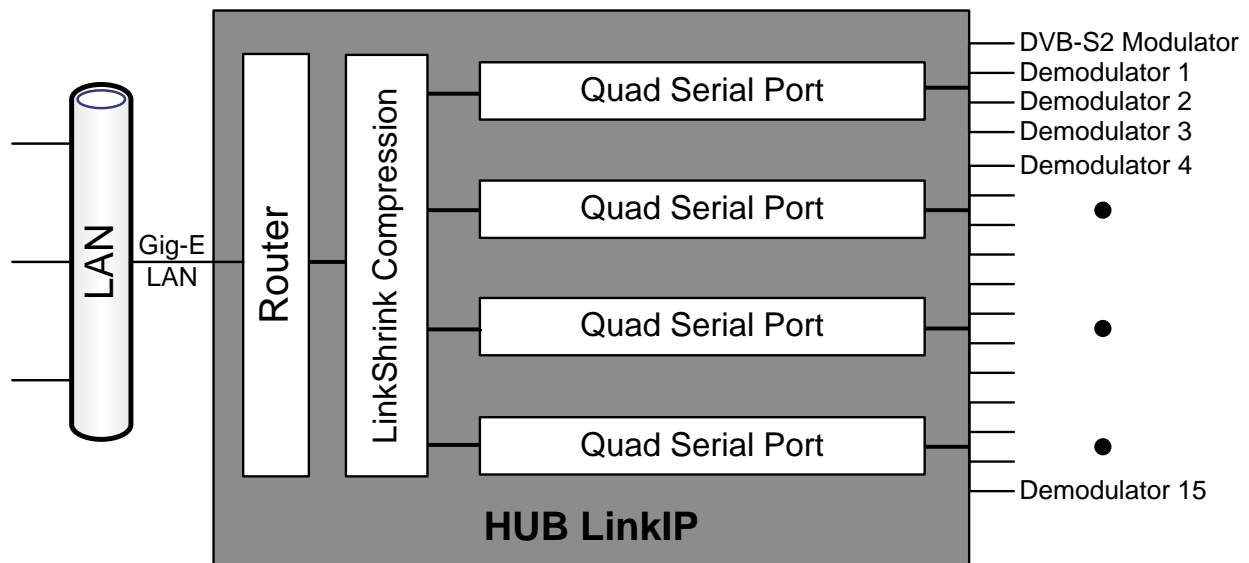 LAN
Gig-E
LAN
Router
LinkShrink Compression
Quad Serial Port
Quad Serial Port
Quad Serial Port
Quad Serial Port
HUB LinkIP
DVB-S2 Modulator
Demodulator 1
Demodulator 2
Demodulator 3
Demodulator 4
Demodulator 15